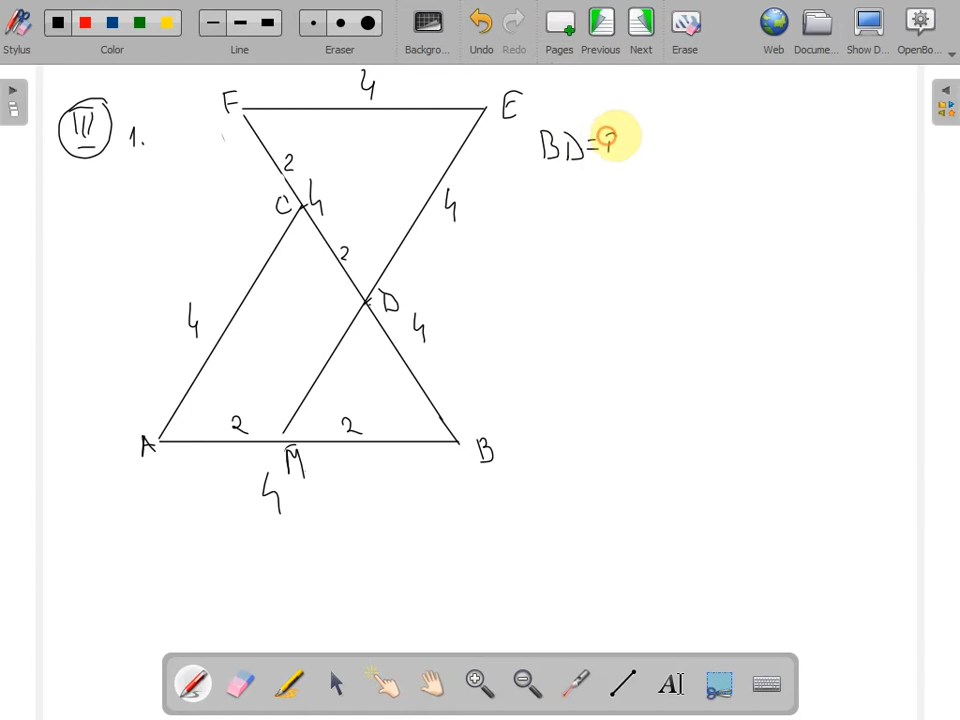 Stylus
Color
Line
Eraser
Backgro...
Undo
Redo
Pages
Previous
Next
Erase
Web
Docume...
Show D...
OpenBo...
III 1.
F 4 E
BD=?
2
C 4 4
2
D
4 4
A 2 2 B
M
4